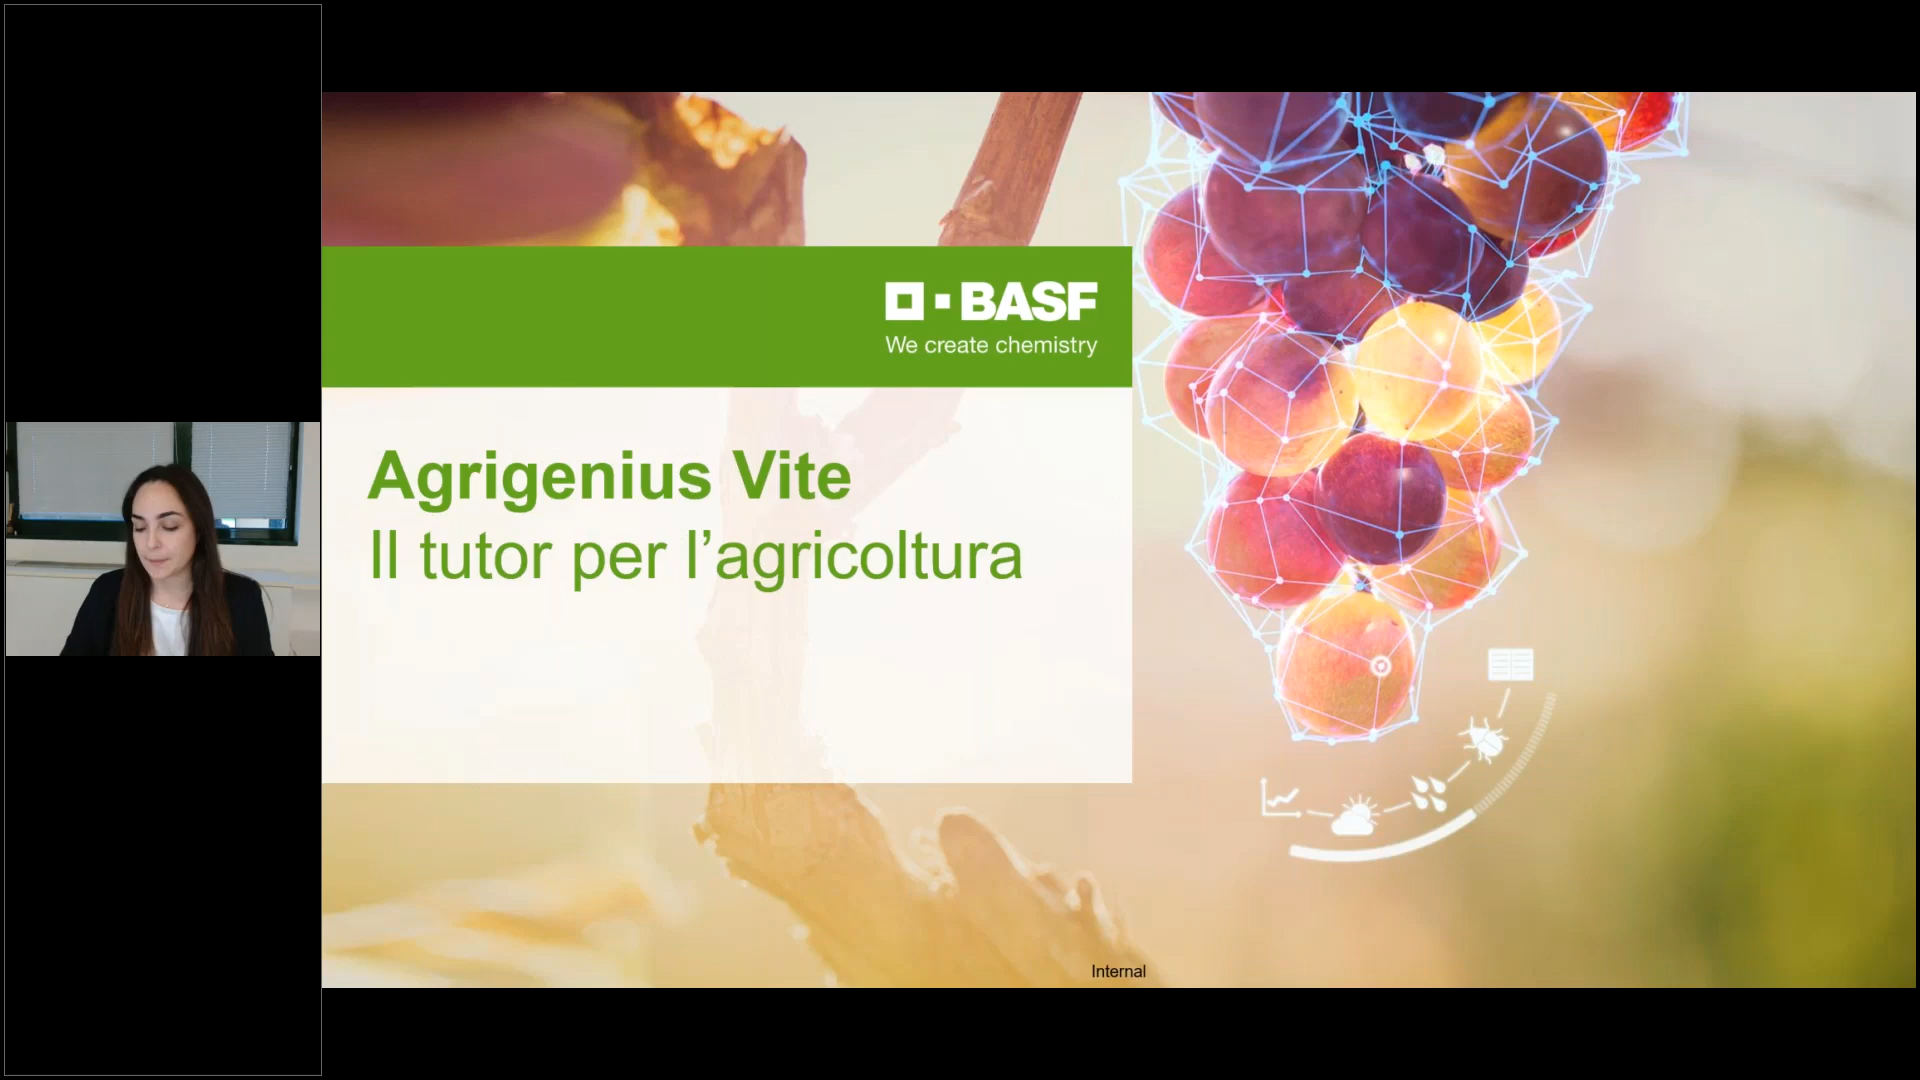 BASF
We create chemistry
Agrigenius Vite
Il tutor per l’agricoltura
Internal